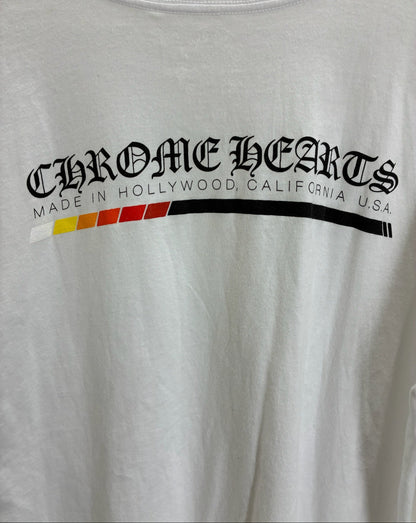 CHROME HEARTS
MADE IN HOLLYWOOD, CALIFORNIA U.S.A.